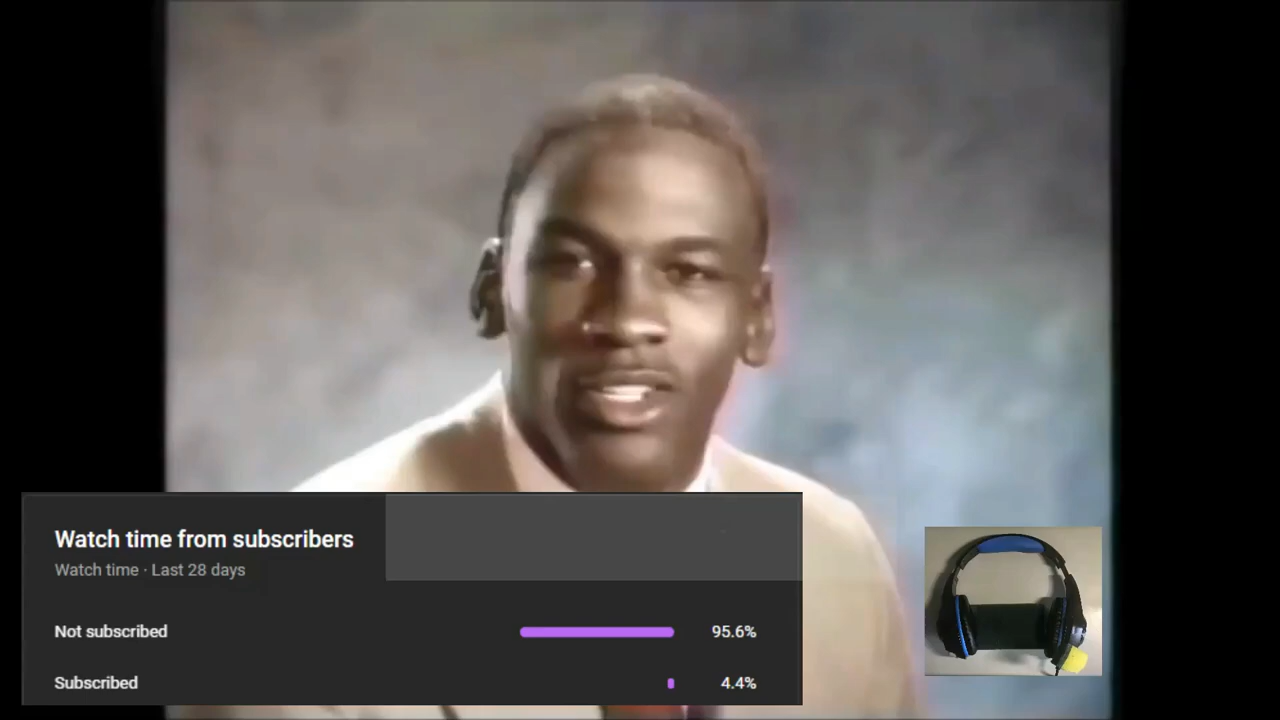 Watch time from subscribers
Watch time · Last 28 days
Not subscribed 95.6%
Subscribed 4.4%